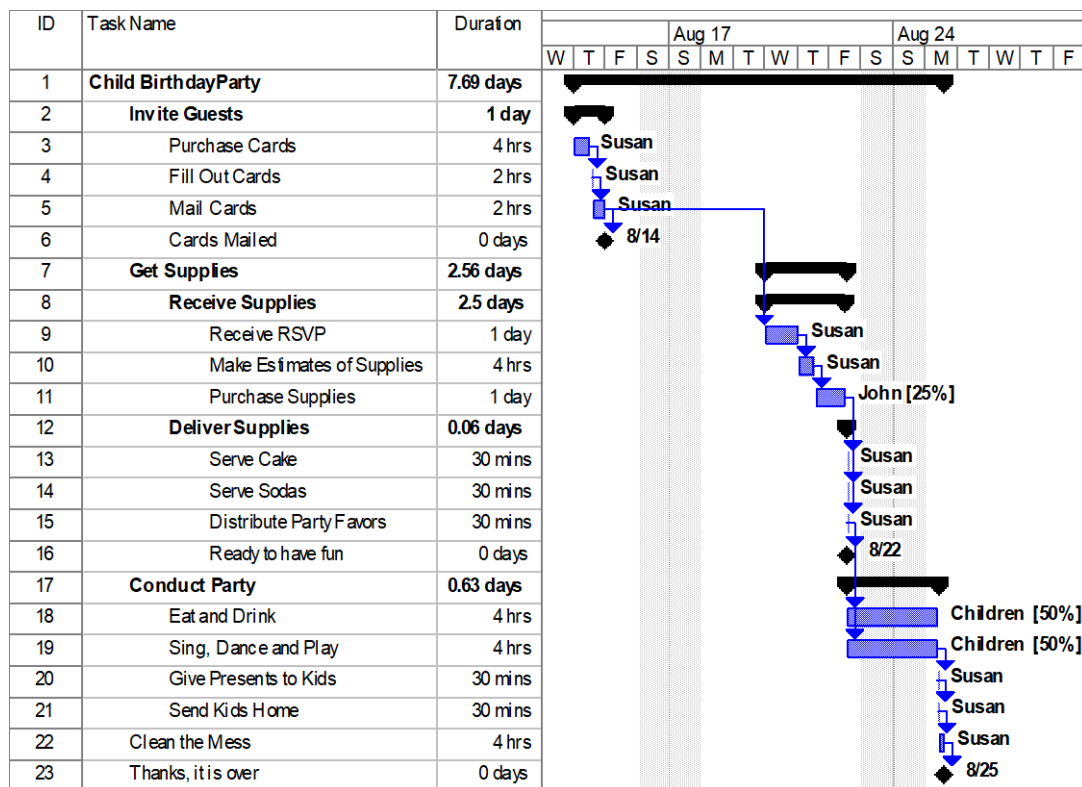 ID Task Name Duration Aug 17 Aug 24
W T F S S M T W T F S S M T W T F
1 Child BirthdayParty 7.69 days
2 Invite Guests 1 day
3 Purchase Cards 4 hrs Susan
4 Fill Out Cards 2 hrs Susan
5 Mail Cards 2 hrs Susan
6 Cards Mailed 0 days 8/14
7 Get Supplies 2.56 days
8 Receive Supplies 2.5 days
9 Receive RSVP 1 day Susan
10 Make Estimates of Supplies 4 hrs Susan
11 Purchase Supplies 1 day John [25%]
12 Deliver Supplies 0.06 days
13 Serve Cake 30 mins Susan
14 Serve Sodas 30 mins Susan
15 Distribute Party Favors 30 mins Susan
16 Ready to have fun 0 days 8/22
17 Conduct Party 0.63 days
18 Eat and Drink 4 hrs Children [50%]
19 Sing, Dance and Play 4 hrs Children [50%]
20 Give Presents to Kids 30 mins Susan
21 Send Kids Home 30 mins Susan
22 Clean the Mess 4 hrs Susan
23 Thanks, it is over 0 days 8/25